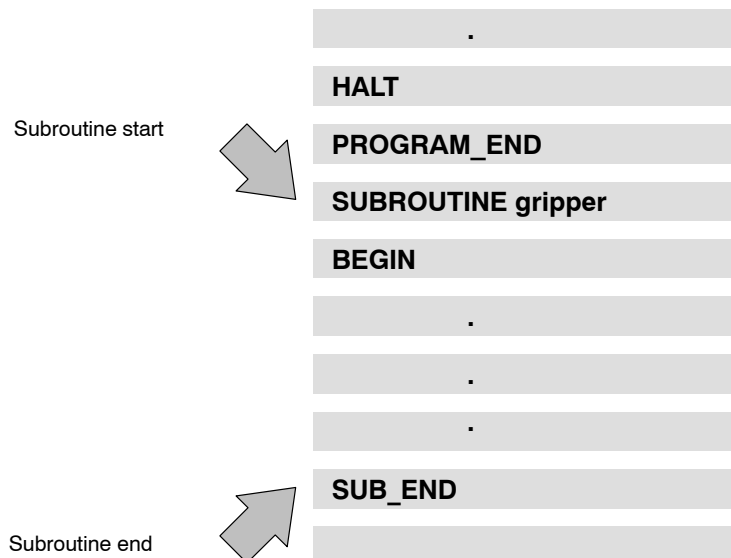 .
HALT
Subroutine start
PROGRAM_END
SUBROUTINE gripper
BEGIN
.
.
.
SUB_END
Subroutine end